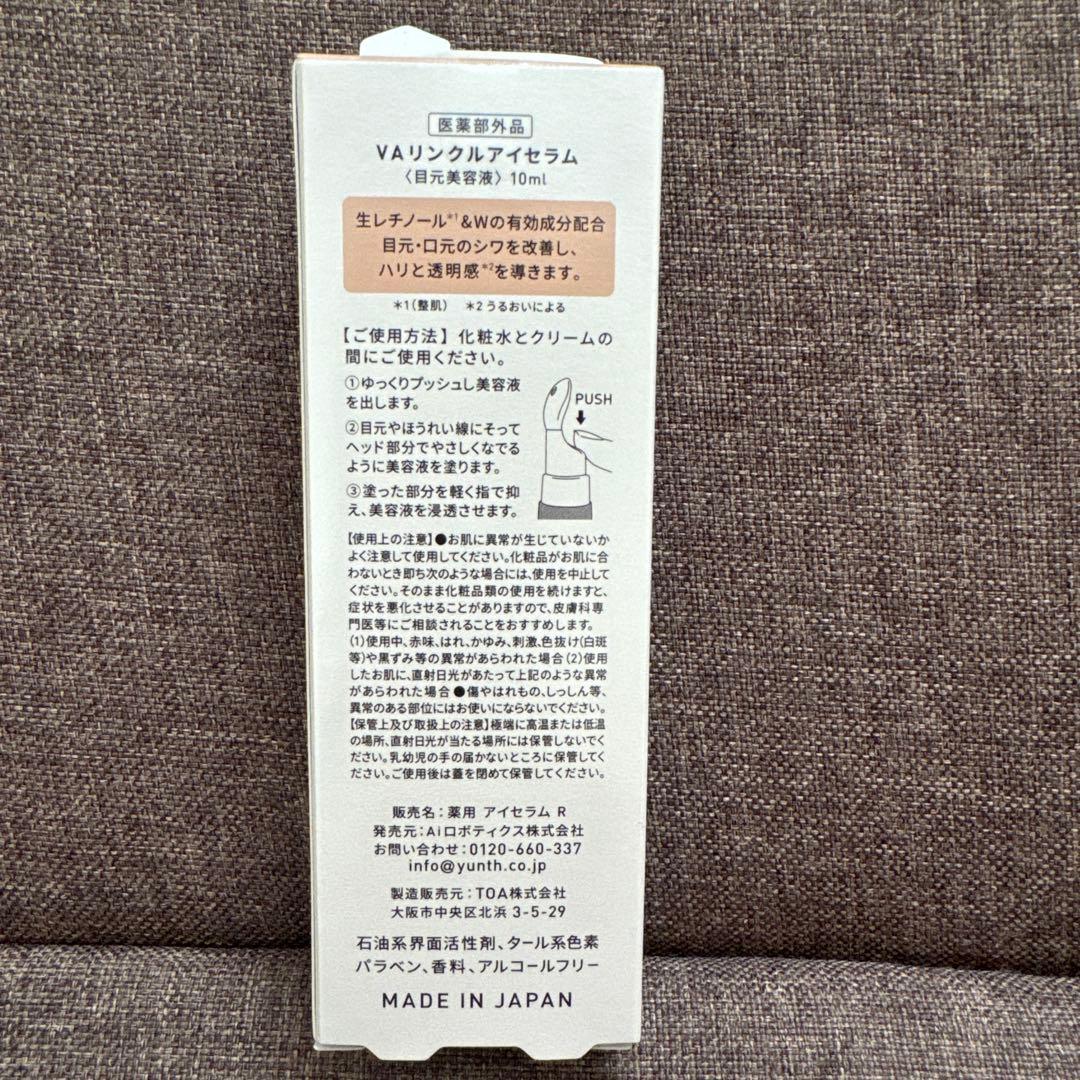 医薬部外品
VAリンクルアイセラム
〈目元美容液〉10ml
生レチノール*1&Wの有効成分配合
目元・口元のシワを改善し、
ハリと透明感*2を導きます。
*1(整肌) *2 うるおいによる
【ご使用方法】化粧水とクリームの
間にご使用ください。
①ゆっくりプッシュし美容液
を出します。
PUSH
②目元やほうれい線にそって
ヘッド部分でやさしくなでる
ように美容液を塗ります。
③塗った部分を軽く指で抑
え、美容液を浸透させます。
【使用上の注意】●お肌に異常が生じていないか
よく注意して使用してください。化粧品がお肌に合
わないとき即ち次のような場合には、使用を中止して
ください。そのまま化粧品類の使用を続けますと、
症状を悪化させることがありますので、皮膚科専
門医等にご相談されることをおすすめします。
(1)使用中、赤味、はれ、かゆみ、刺激、色抜け(白斑
等)や黒ずみ等の異常があらわれた場合(2)使用
したお肌に、直射日光があたって上記のような異常
があらわれた場合●傷やはれもの、しっしん等、
異常のある部位にはお使いにならないでください。
【保管上及び取扱上の注意】極端に高温または低温
の場所、直射日光が当たる場所には保管しないでく
ださい。乳幼児の手の届かないところに保管してく
ださい。ご使用後は蓋を閉めて保管してください。
販売名:薬用 アイセラム R
発売元:Aiロボティクス株式会社
お問い合わせ:0120-660-337
info@yunth.co.jp
製造販売元:TOA株式会社
大阪市中央区北浜 3-5-29
石油系界面活性剤、タール系色素
パラベン、香料、アルコールフリー
MADE IN JAPAN